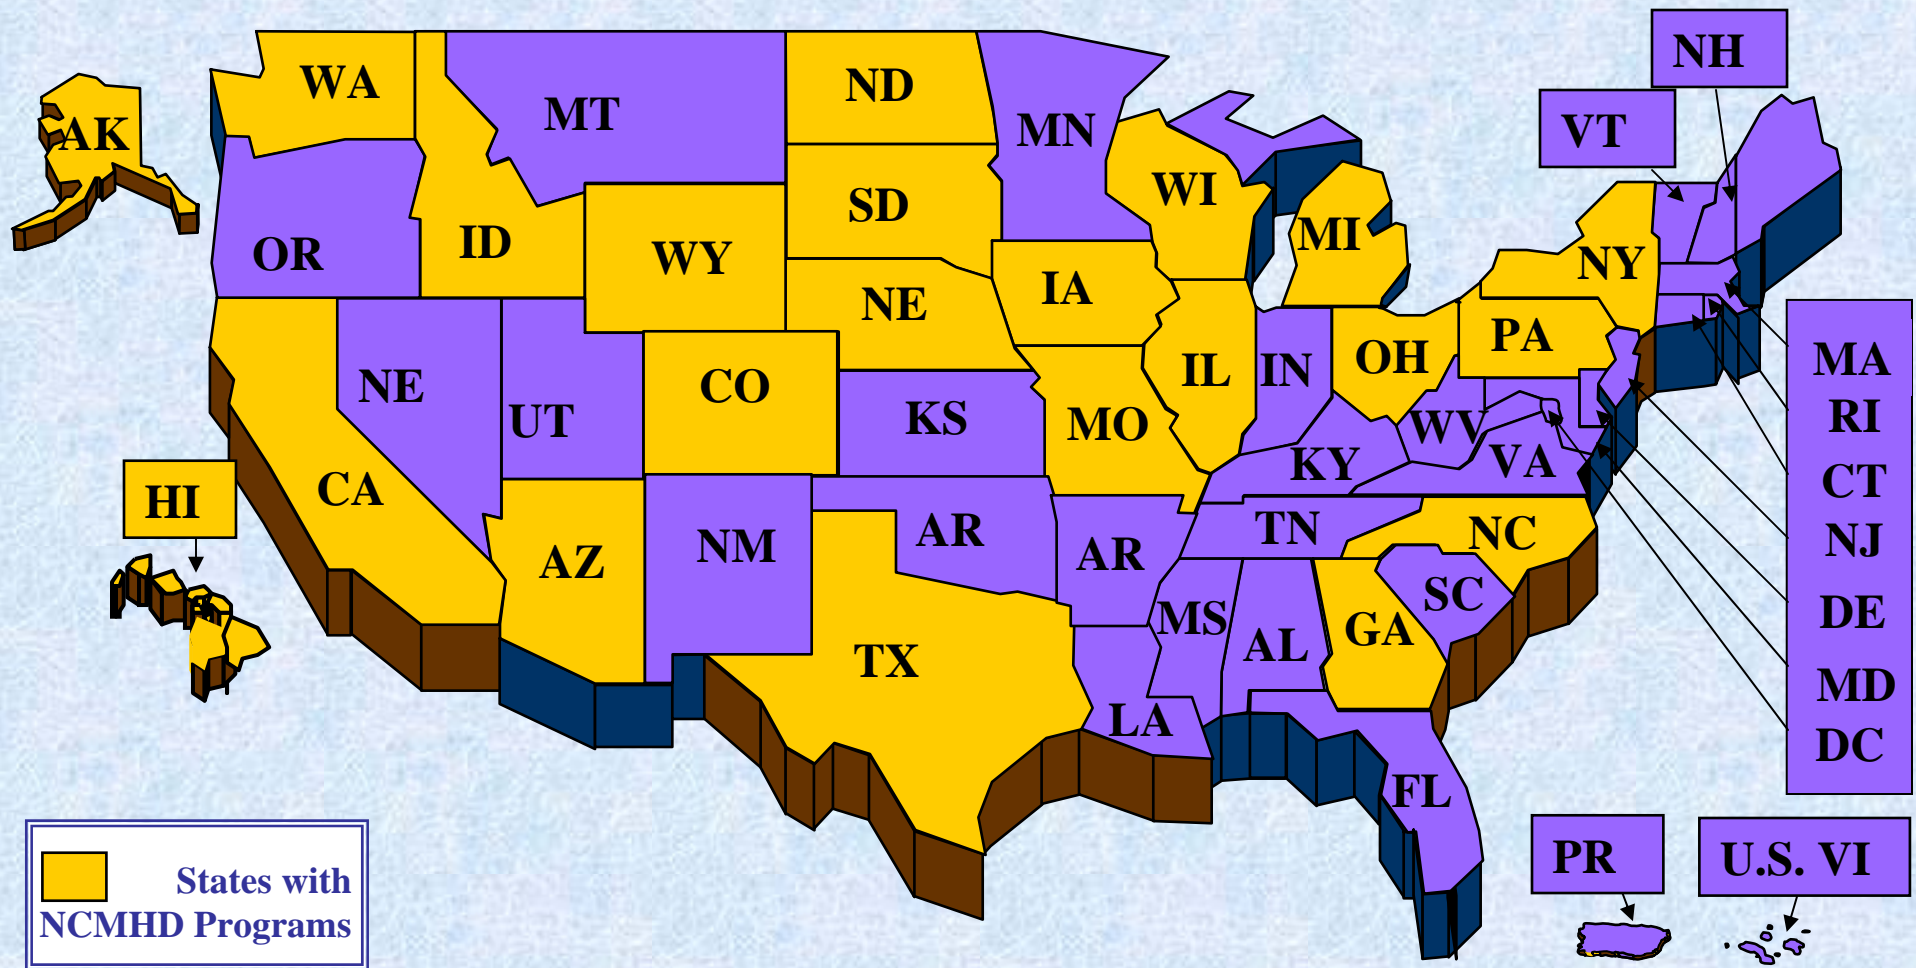 NH
VT
WA
MT
ND
MN
AK
WI
SD
MI
OR
ID
WY
NY
IA
NE
PA
MA
OH
IL
IN
CO
NE
UT
KS
MO
WV
RI
KY
VA
CT
CA
HI
TN
NC
NJ
AR
NM
AR
AZ
SC
DE
MS
GA
AL
TX
MD
LA
DC
FL
PR
U.S. VI
States with
NCMHD Programs